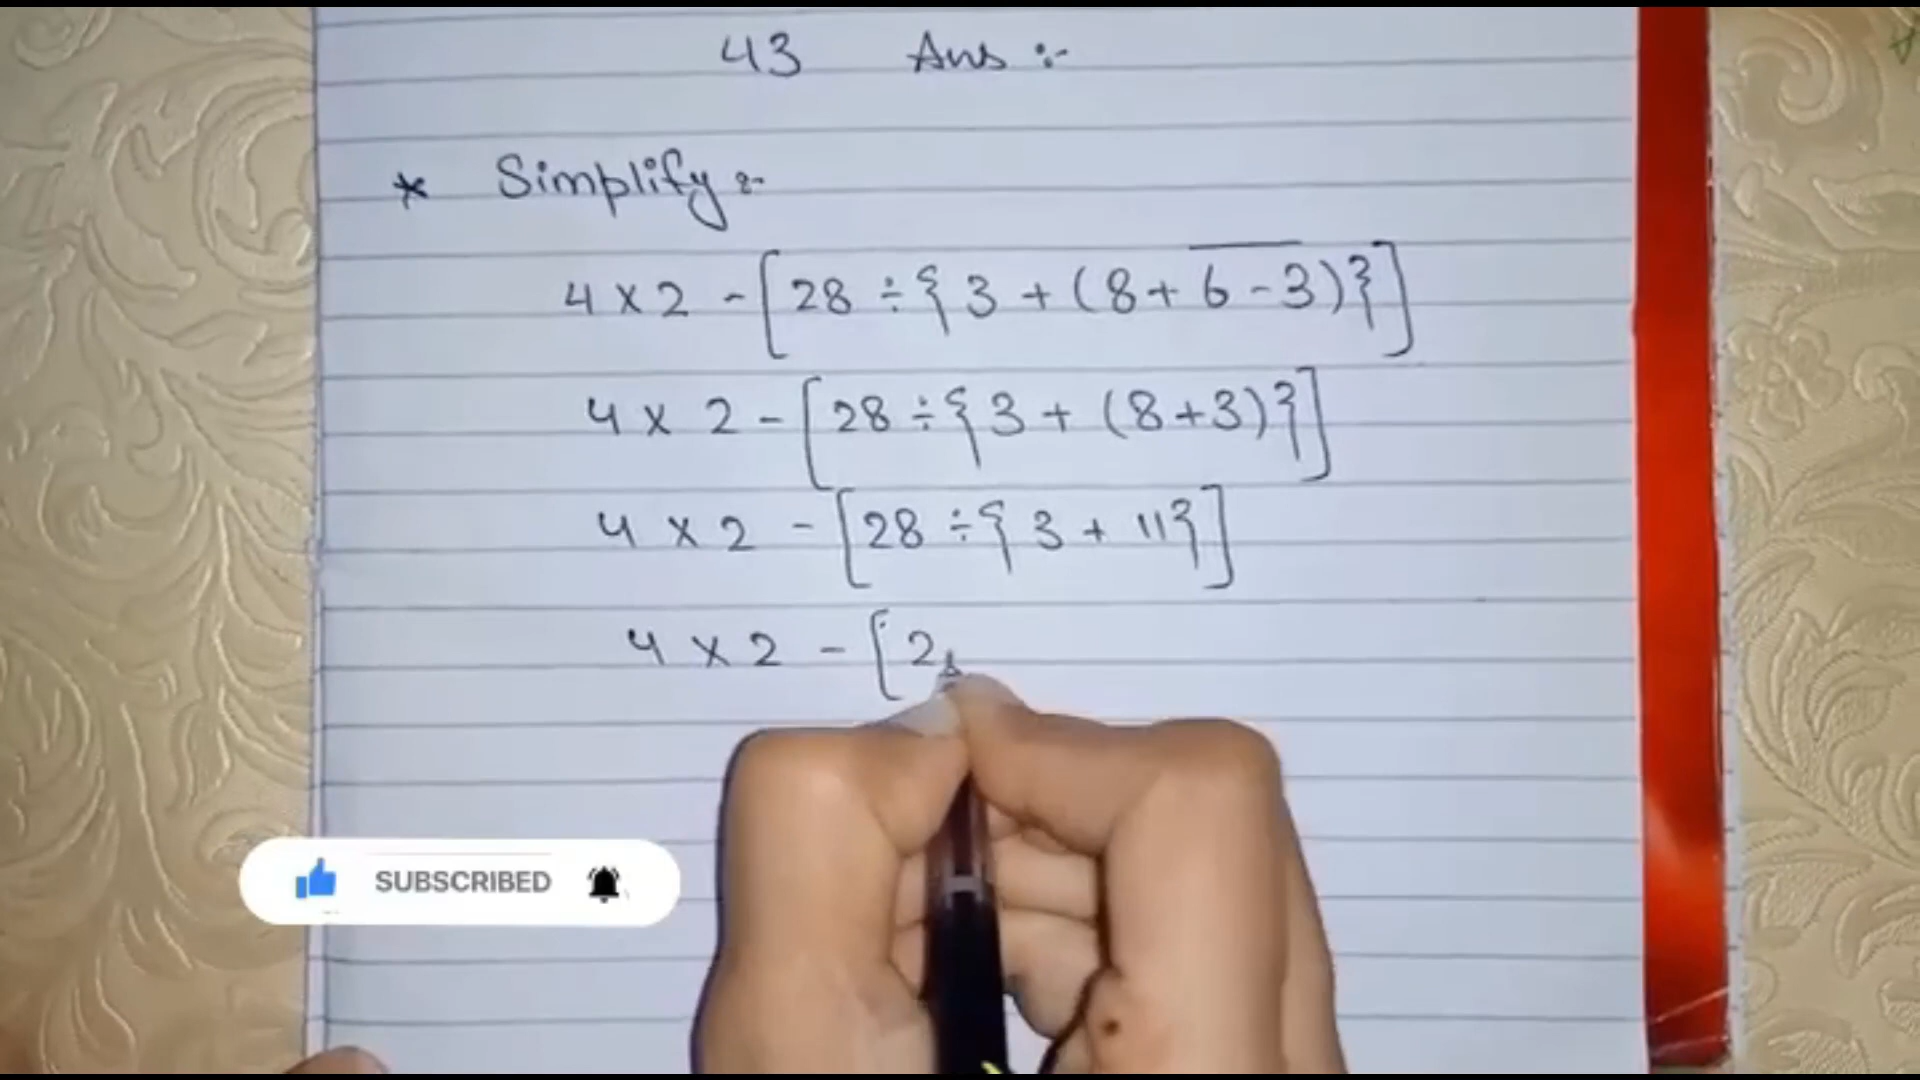 43 Ans :-
* Simplify :-
4 × 2 - [28 ÷ { 3 + (8 + 6̅ ̅-̅ ̅3̅)}]
4 × 2 - [28 ÷ { 3 + (8+3)}]
4 × 2 - [28 ÷ { 3 + 11}]
4 × 2 - [2
SUBSCRIBED